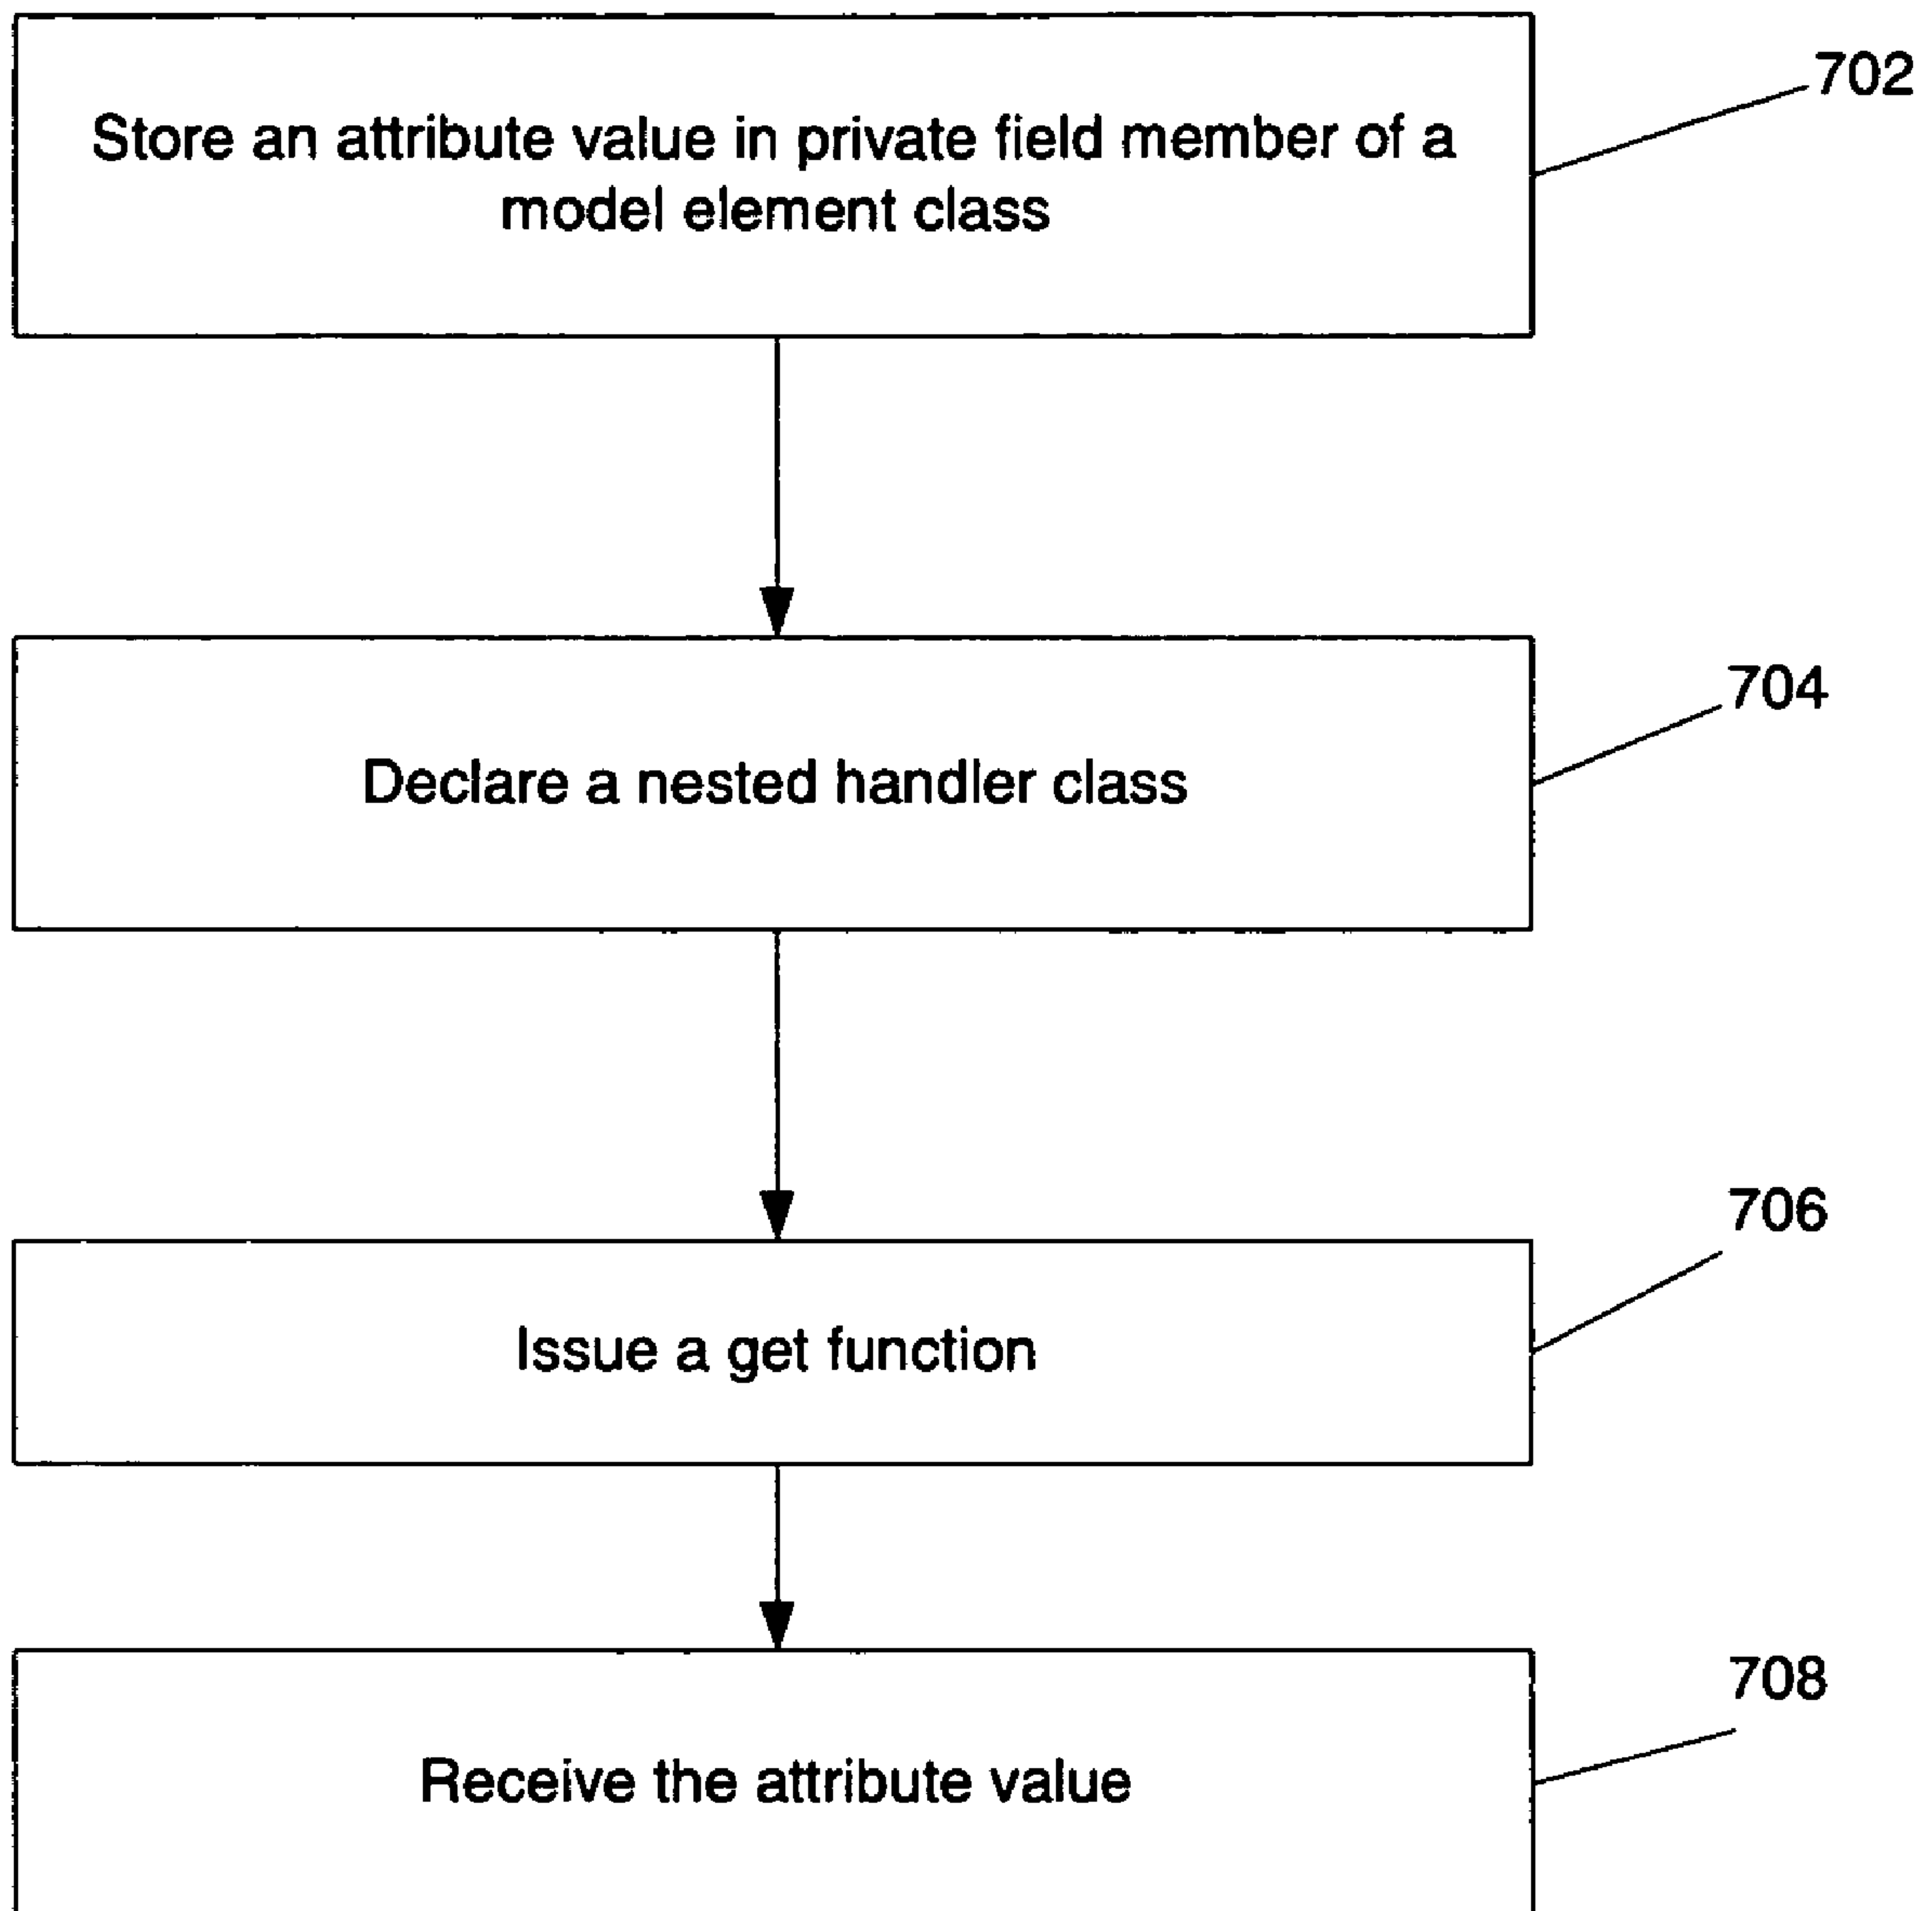 702
Store an attribute value in private field member of a
model element class
704
Declare a nested handler class
706
Issue a get function
708
Receive the attribute value